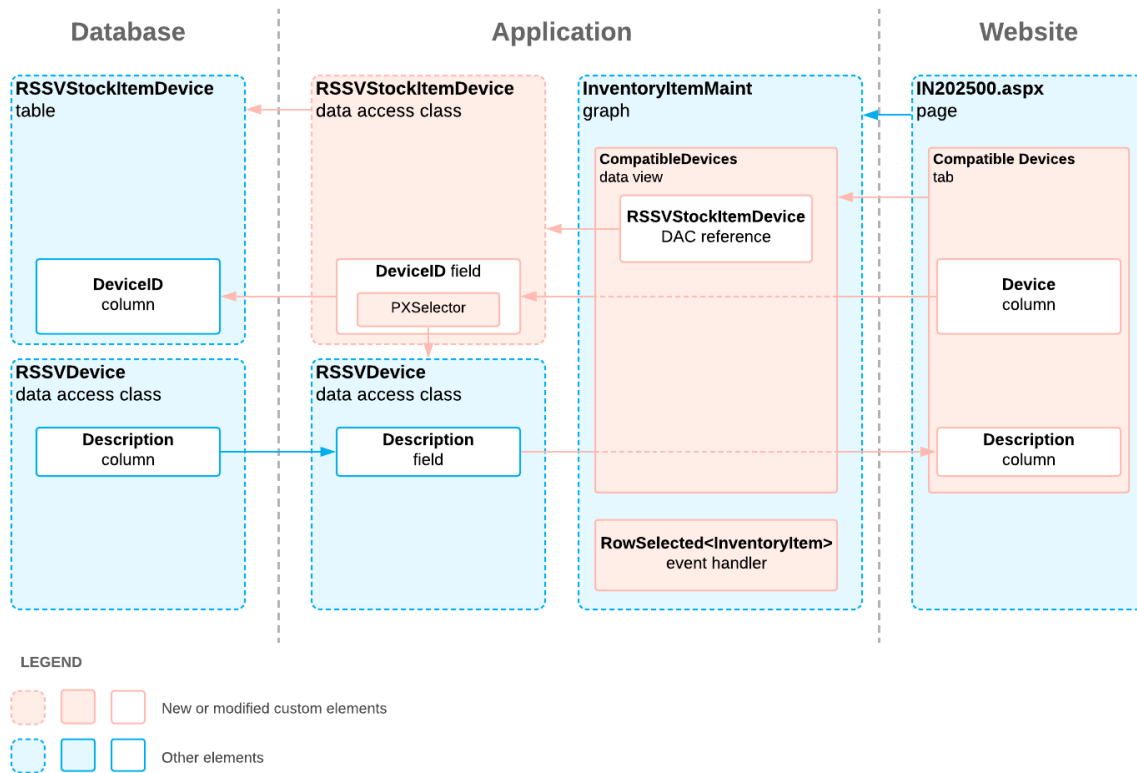 Database
Application
Website
RSSVStockItemDevice
table
DeviceID
column
RSSVDevice
data access class
Description
column
RSSVStockItemDevice
data access class
DeviceID field
PXSelector
RSSVDevice
data access class
Description
field
InventoryItemMaint
graph
CompatibleDevices
data view
RSSVStockItemDevice
DAC reference
RowSelected<InventoryItem>
event handler
IN202500.aspx
page
Compatible Devices
tab
Device
column
Description
column
LEGEND
New or modified custom elements
Other elements